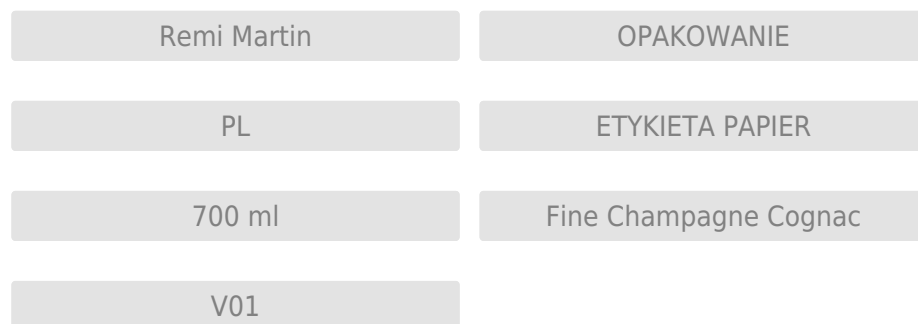 Remi Martin
OPAKOWANIE
PL
ETYKIETA PAPIER
700 ml
Fine Champagne Cognac
V01